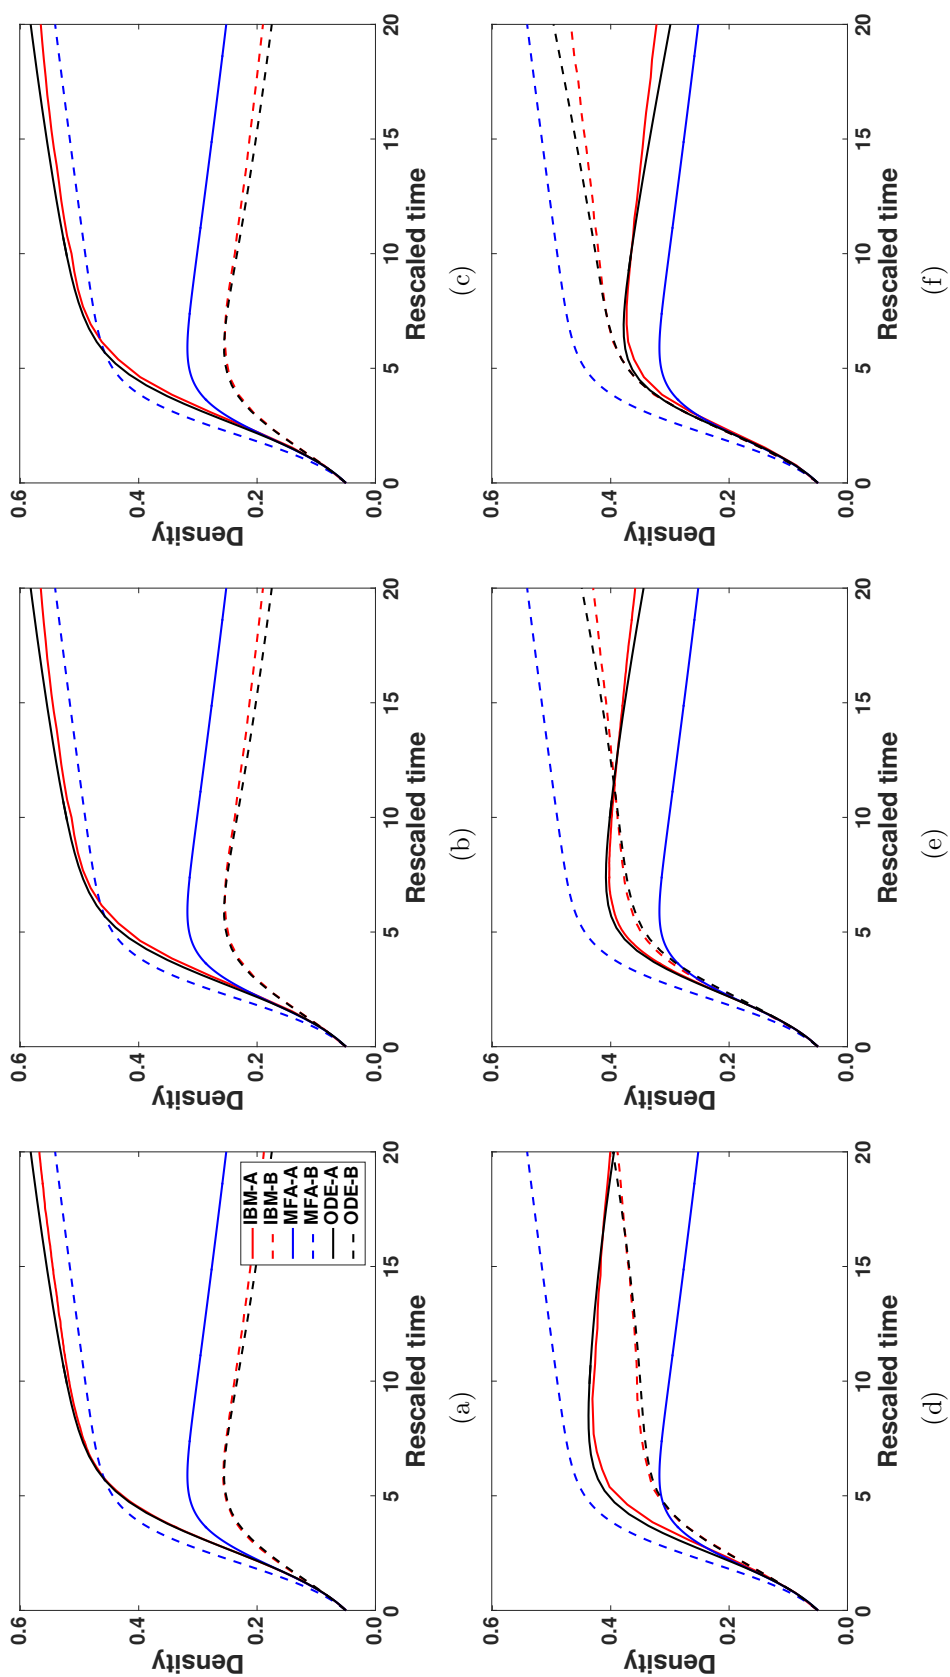 0.6
0.4
0.2
0.0
Density
0 5 10 15 20
Rescaled time
IBM-A
IBM-B
MFA-A
MFA-B
ODE-A
ODE-B
(a)
0.6
0.4
0.2
0.0
Density
0 5 10 15 20
Rescaled time
(b)
0.6
0.4
0.2
0.0
Density
0 5 10 15 20
Rescaled time
(c)
0.6
0.4
0.2
0.0
Density
0 5 10 15 20
Rescaled time
(d)
0.6
0.4
0.2
0.0
Density
0 5 10 15 20
Rescaled time
(e)
0.6
0.4
0.2
0.0
Density
0 5 10 15 20
Rescaled time
(f)